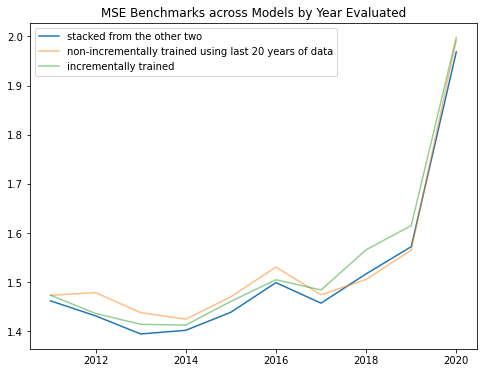 MSE Benchmarks across Models by Year Evaluated
stacked from the other two
non-incrementally trained using last 20 years of data
incrementally trained
2.0
1.9
1.8
1.7
1.6
1.5
1.4
2012 2014 2016 2018 2020